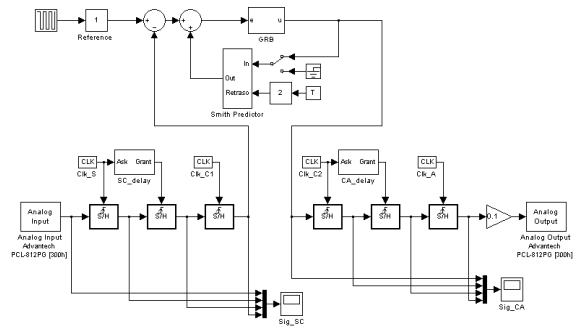 1
Reference
+
−
+
+
e
u
GRB
In
Out
Retraso
Smith Predictor
2
T
CLK
Clk_S
Ask
Grant
SC_delay
CLK
Clk_C1
CLK
Clk_C2
Ask
Grant
CA_delay
CLK
Clk_A
Analog
Input
Analog Input
Advantech
PCL-812PG [300h]
S/H
S/H
S/H
S/H
S/H
S/H
0.1
Analog
Output
Analog Output
Advantech
PCL-812PG [300h]
Sig_SC
Sig_CA